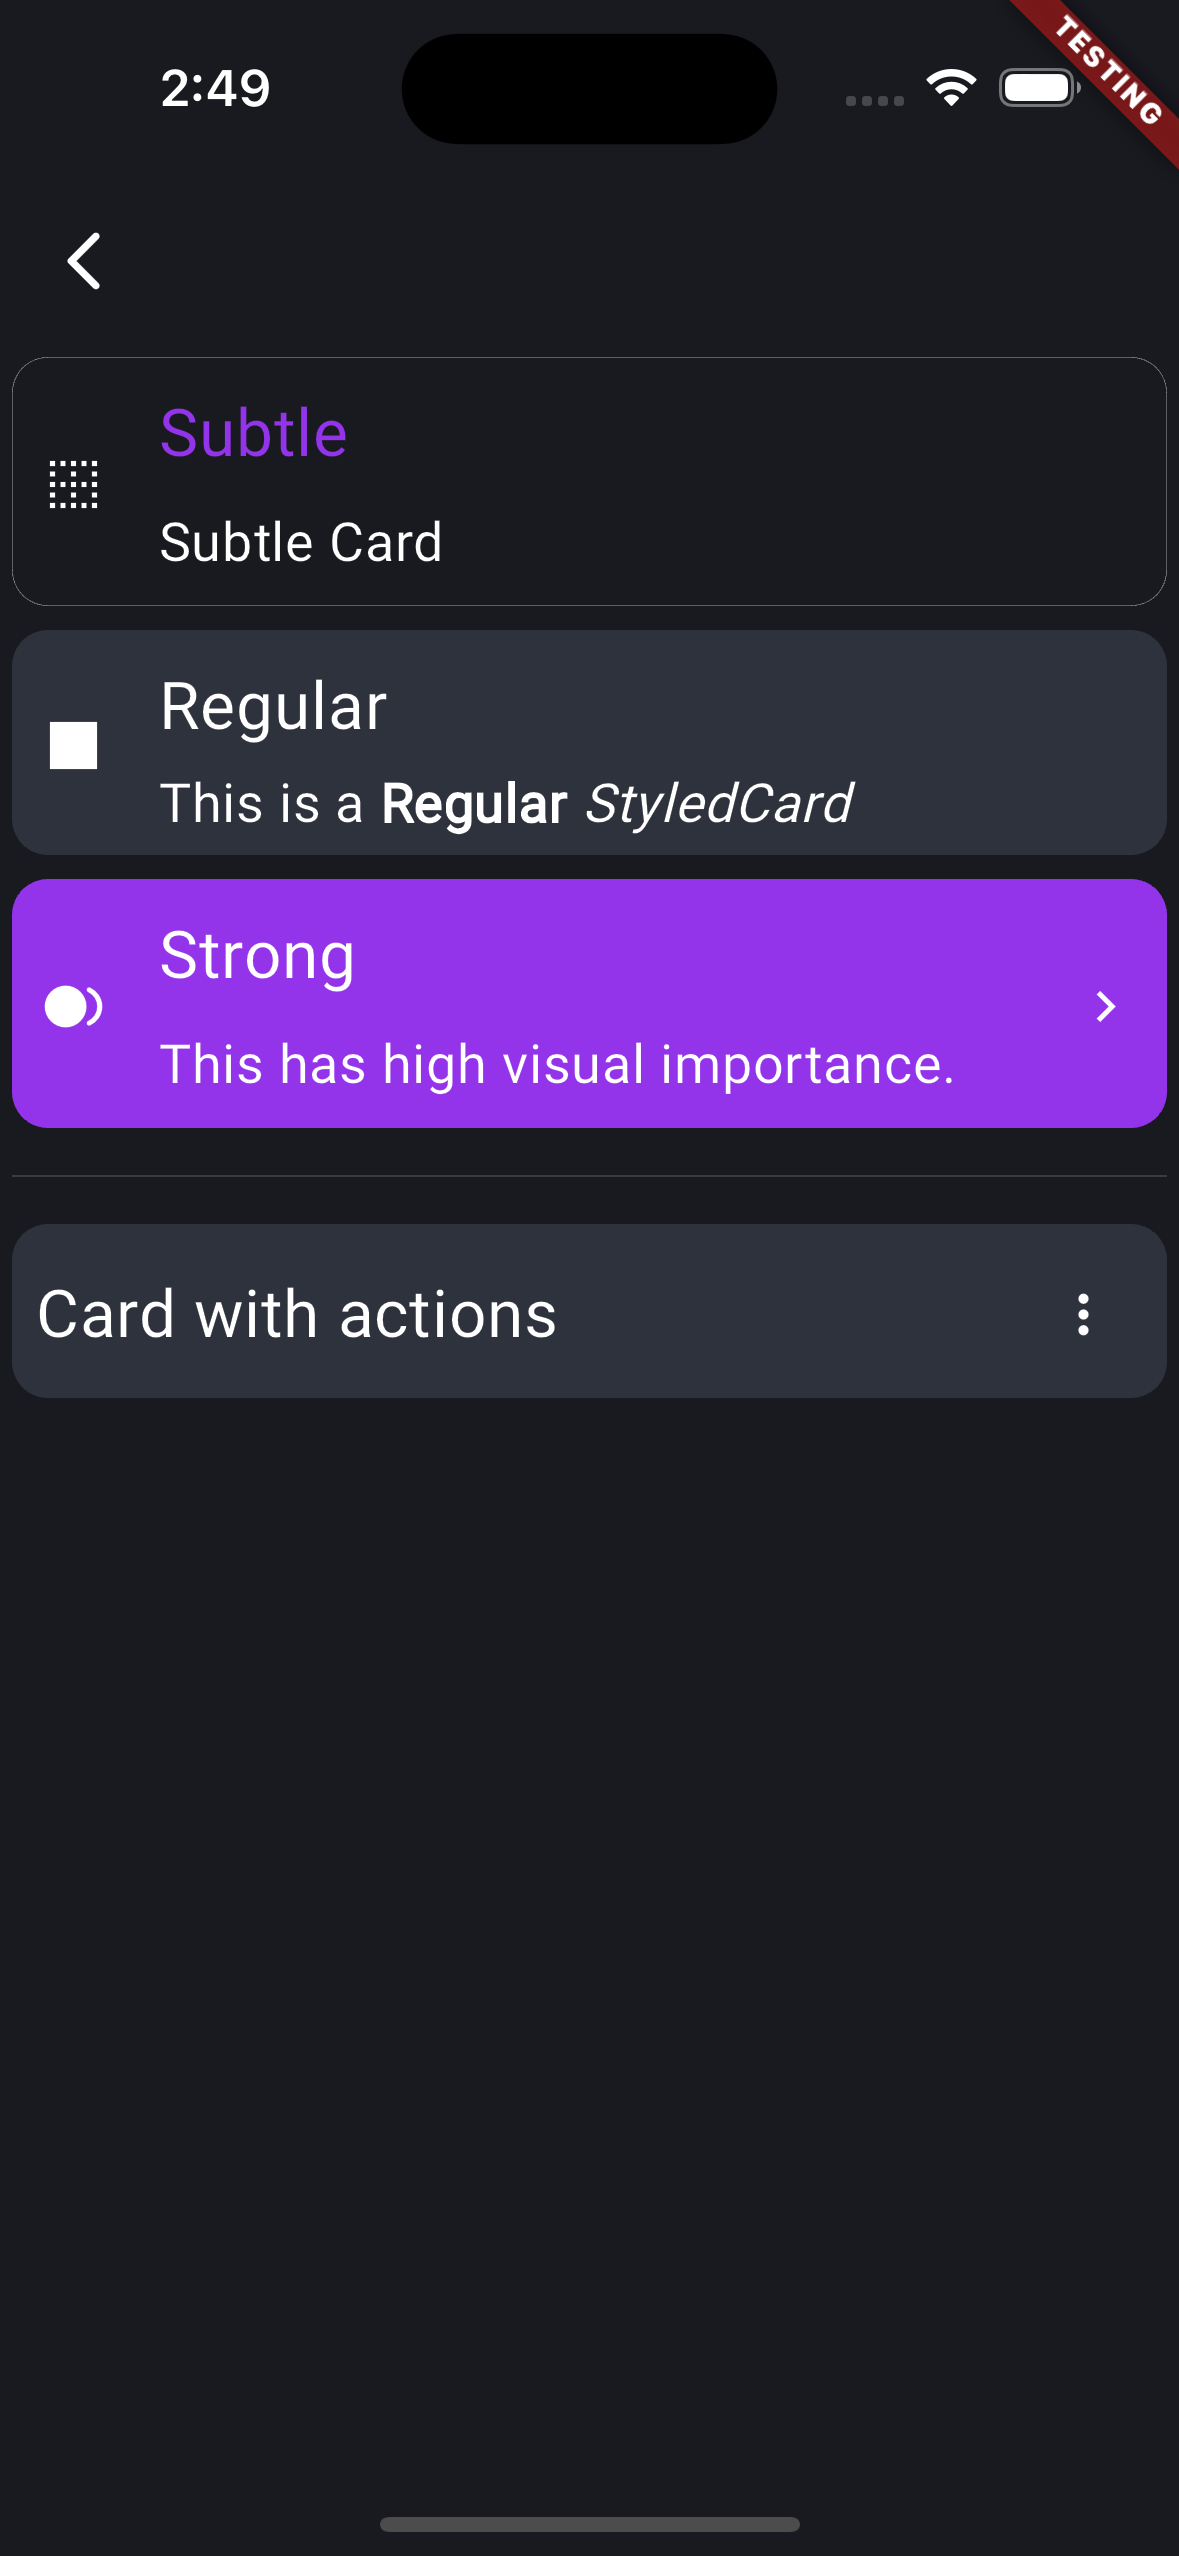 2:49
TESTING
Subtle
Subtle Card
Regular
This is a Regular StyledCard
Strong
This has high visual importance.
Card with actions